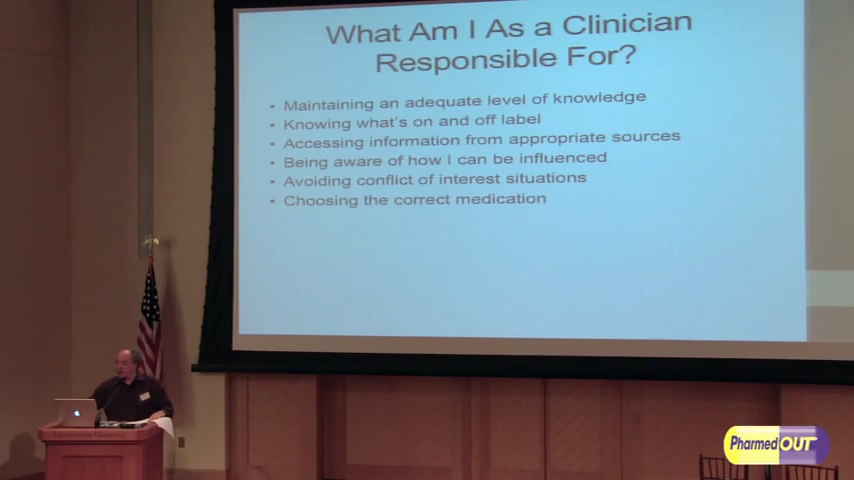 What Am I As a Clinician
Responsible For?
• Maintaining an adequate level of knowledge
• Knowing what's on and off label
• Accessing information from appropriate sources
• Being aware of how I can be influenced
• Avoiding conflict of interest situations
• Choosing the correct medication
PharmedOUT